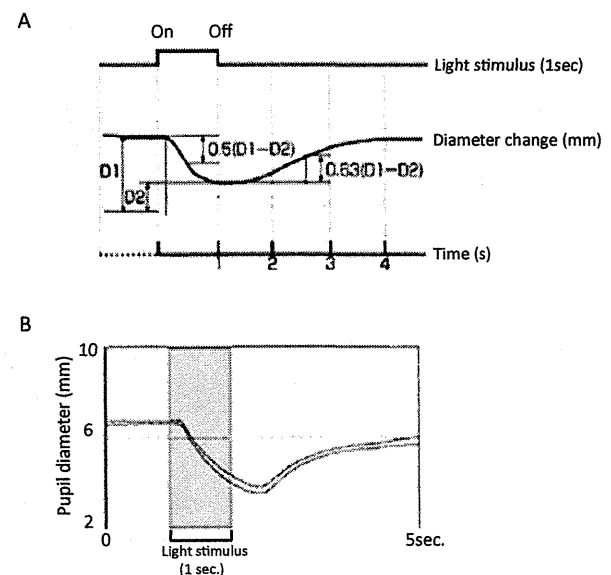 A
On Off
Light stimulus (1sec)
0.5(D1-D2)
Diameter change (mm)
D1
0.63(D1-D2)
D2
Time (s)
1 2 3 4
B
10
Pupil diameter (mm)
6
2
0
5sec.
Light stimulus
(1 sec.)